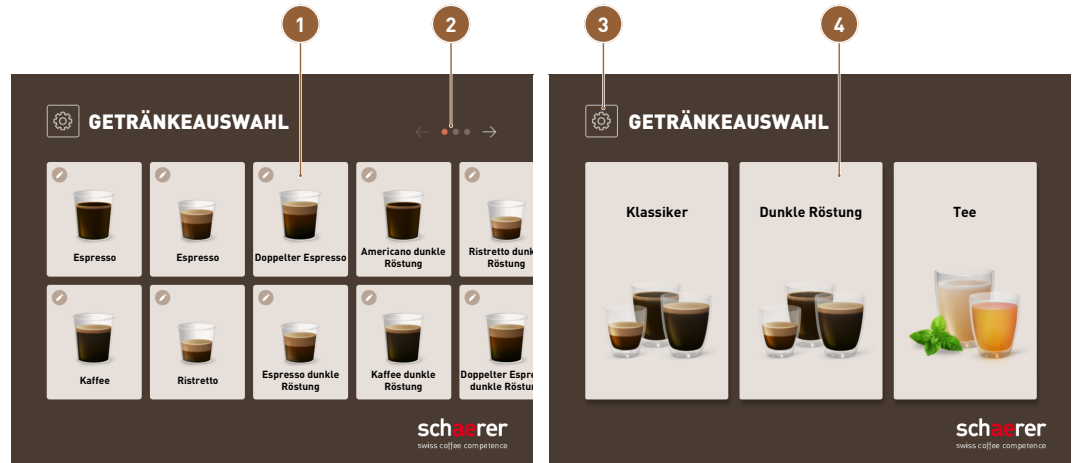 1
2
3
4
GETRÄNKEAUSWAHL
Espresso
Espresso
Doppelter Espresso
Americano dunkle
Röstung
Ristretto dunk
Röstung
Kaffee
Ristretto
Espresso dunkle
Röstung
Kaffee dunkle
Röstung
Doppelter Espre
dunkle Röstu
schaerer
swiss coffee competence
GETRÄNKEAUSWAHL
Klassiker
Dunkle Röstung
Tee
schaerer
swiss coffee competence